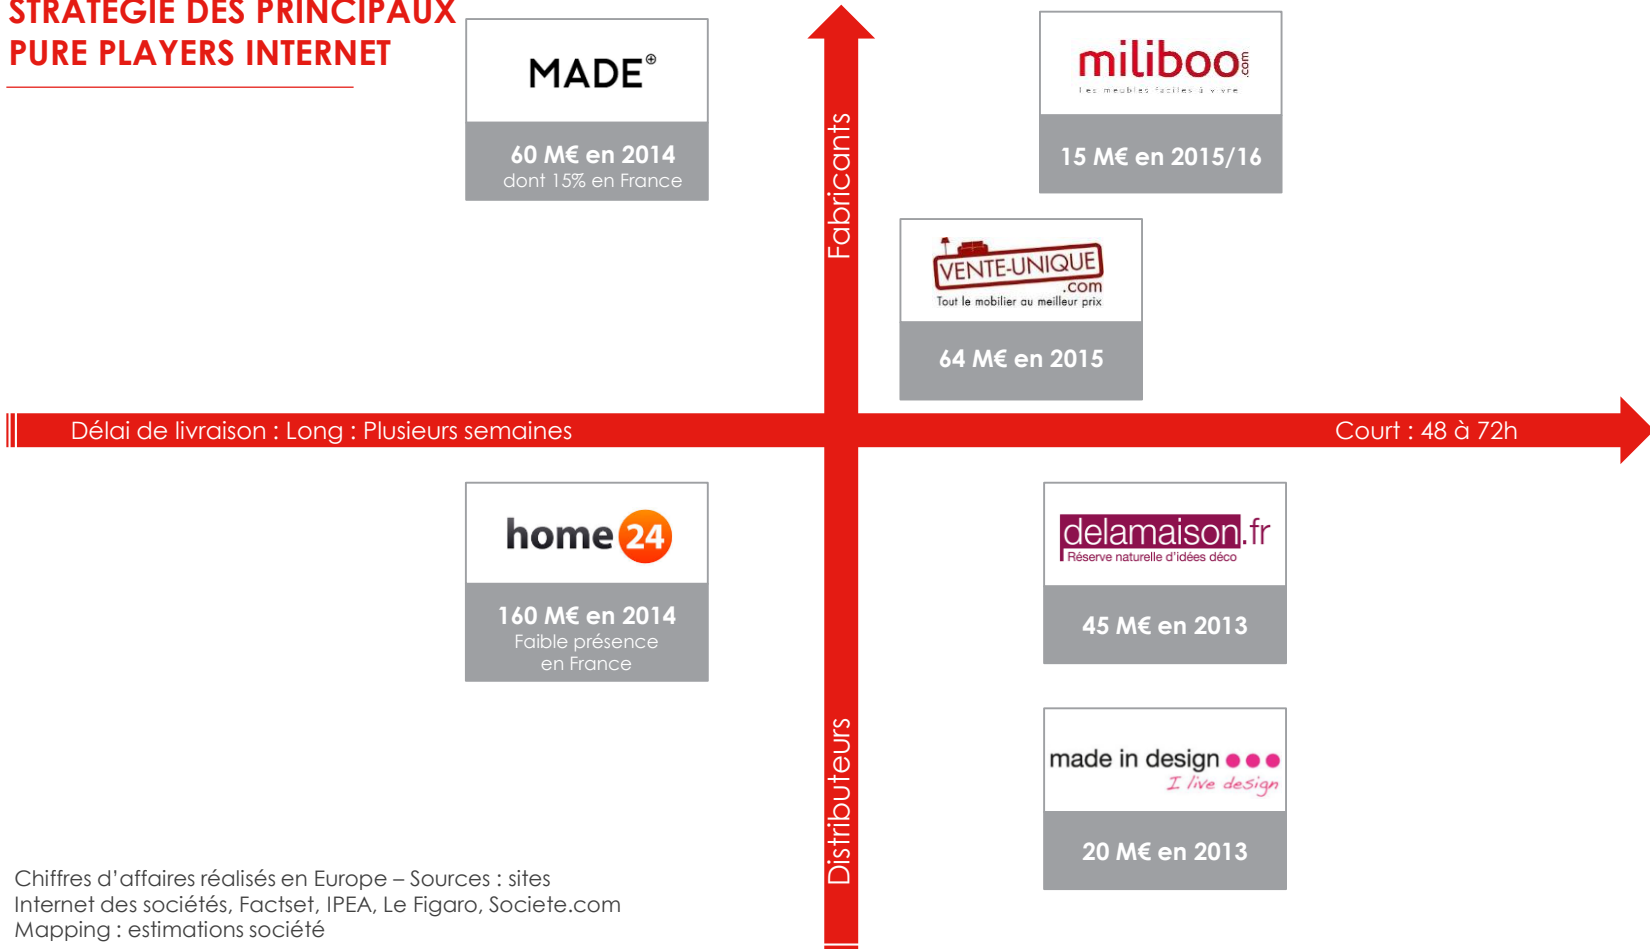 STRATEGIE DES PRINCIPAUX
PURE PLAYERS INTERNET
MADE
60 M€ en 2014
dont 15% en France
Fabricants
miliboo.com
Les meubles faciles à vivre
15 M€ en 2015/16
VENTE-UNIQUE
.com
Tout le mobilier au meilleur prix
64 M€ en 2015
Délai de livraison : Long : Plusieurs semaines
Court : 48 à 72h
home24
160 M€ en 2014
Faible présence
en France
delamaison.fr
Réserve naturelle d'idées déco
45 M€ en 2013
Distributeurs
made in design
I live design
20 M€ en 2013
Chiffres d’affaires réalisés en Europe – Sources : sites
Internet des sociétés, Factset, IPEA, Le Figaro, Societe.com
Mapping : estimations société